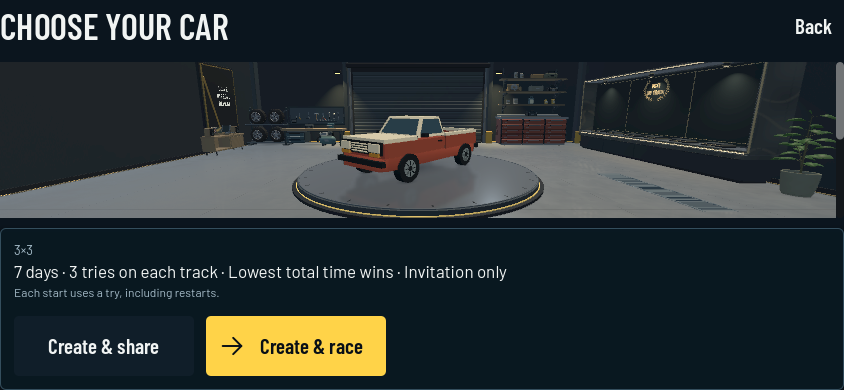 CHOOSE YOUR CAR
Back
3×3
7 days · 3 tries on each track · Lowest total time wins · Invitation only
Each start uses a try, including restarts.
Create & share
Create & race